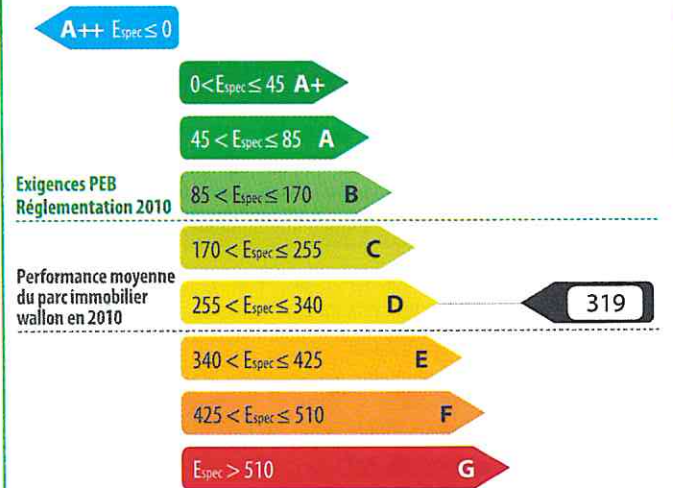 A++ Espec ≤ 0
0 < Espec ≤ 45 A+
45 < Espec ≤ 85 A
Exigences PEB
Réglementation 2010
85 < Espec ≤ 170 B
170 < Espec ≤ 255 C
Performance moyenne
du parc immobilier
wallon en 2010
255 < Espec ≤ 340 D
319
340 < Espec ≤ 425 E
425 < Espec ≤ 510 F
Espec > 510 G